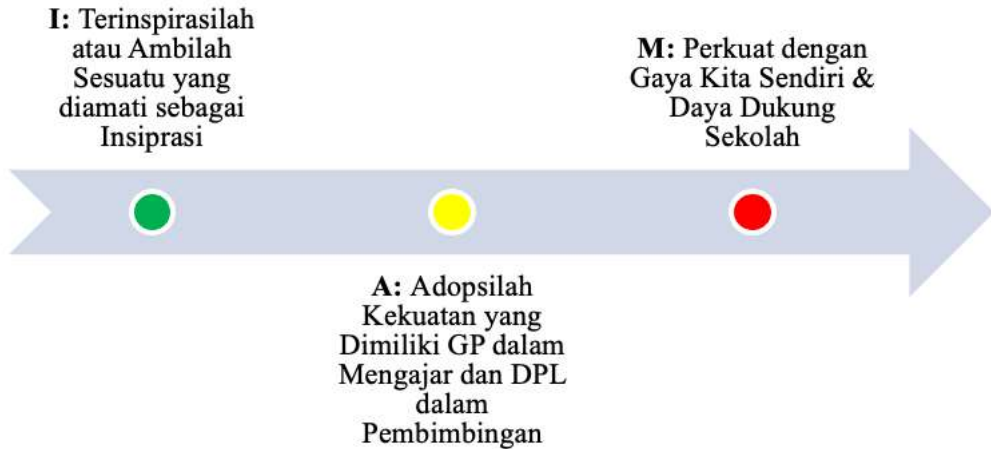 I: Terinspirasilah
atau Ambilah
Sesuatu yang
diamati sebagai
Insiprasi
A: Adopsilah
Kekuatan yang
Dimiliki GP dalam
Mengajar dan DPL
dalam
Pembimbingan
M: Perkuat dengan
Gaya Kita Sendiri &
Daya Dukung
Sekolah